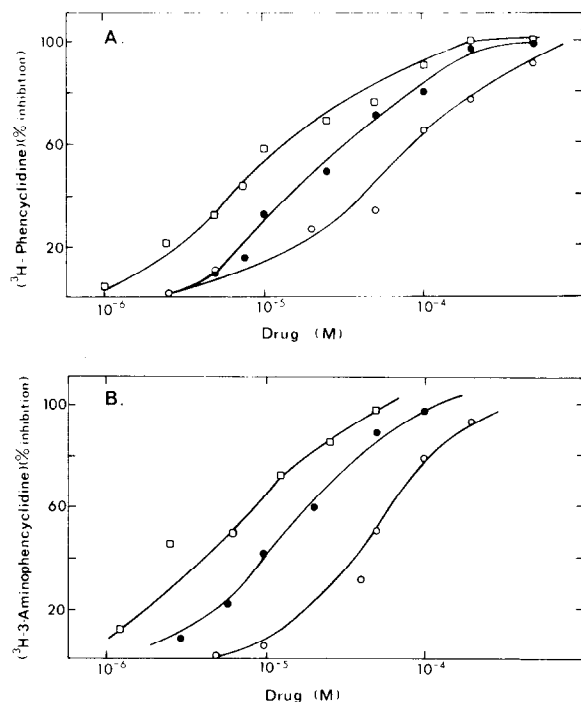 A.
(³H-Phencyclidine)(% inhibition)
100
60
20
10⁻⁶
10⁻⁵
10⁻⁴
Drug (M)
B.
(³H-3-Aminophencyclidine)(% inhibition)
100
60
20
10⁻⁶
10⁻⁵
10⁻⁴
Drug (M)